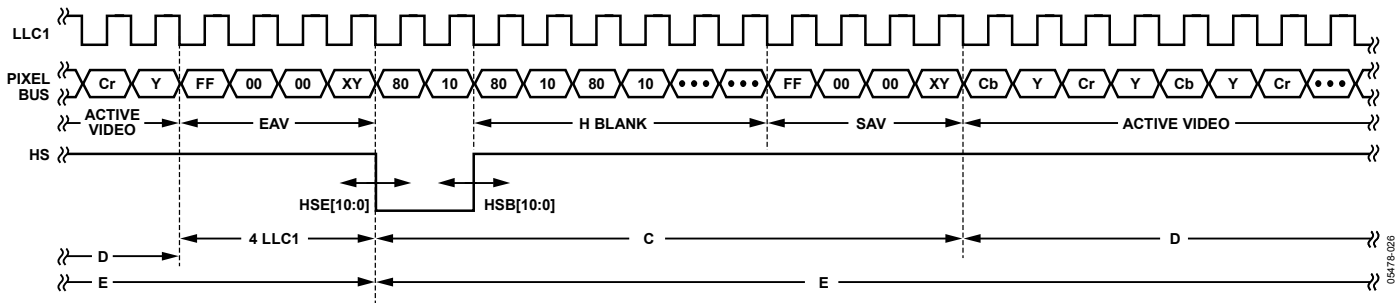 LLC1
PIXEL BUS Cr Y FF 00 00 XY 80 10 80 10 80 10 ••• ••• FF 00 00 XY Cb Y Cr Y Cb Y Cr •••
ACTIVE VIDEO EAV H BLANK SAV ACTIVE VIDEO
HS
HSE[10:0] HSB[10:0]
4 LLC1 C D
D
E E
05478-026